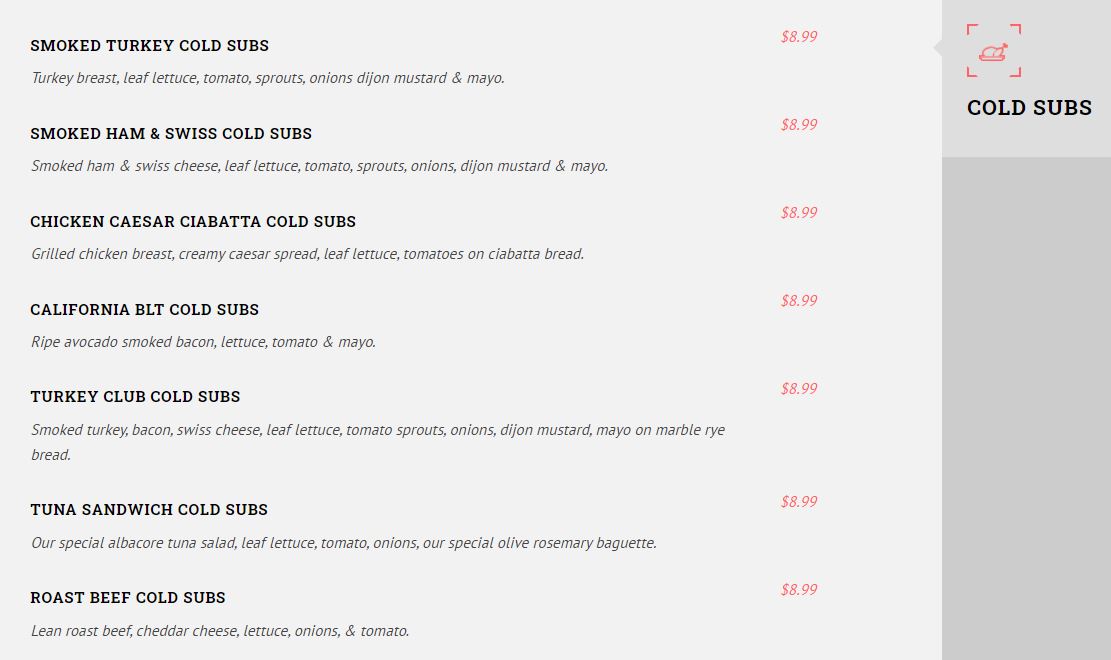 SMOKED TURKEY COLD SUBS $8.99
Turkey breast, leaf lettuce, tomato, sprouts, onions dijon mustard & mayo.
SMOKED HAM & SWISS COLD SUBS $8.99
Smoked ham & swiss cheese, leaf lettuce, tomato, sprouts, onions, dijon mustard & mayo.
CHICKEN CAESAR CIABATTA COLD SUBS $8.99
Grilled chicken breast, creamy caesar spread, leaf lettuce, tomatoes on ciabatta bread.
CALIFORNIA BLT COLD SUBS $8.99
Ripe avocado smoked bacon, lettuce, tomato & mayo.
TURKEY CLUB COLD SUBS $8.99
Smoked turkey, bacon, swiss cheese, leaf lettuce, tomato sprouts, onions, dijon mustard, mayo on marble rye
bread.
TUNA SANDWICH COLD SUBS $8.99
Our special albacore tuna salad, leaf lettuce, tomato, onions, our special olive rosemary baguette.
ROAST BEEF COLD SUBS $8.99
Lean roast beef, cheddar cheese, lettuce, onions, & tomato.
COLD SUBS